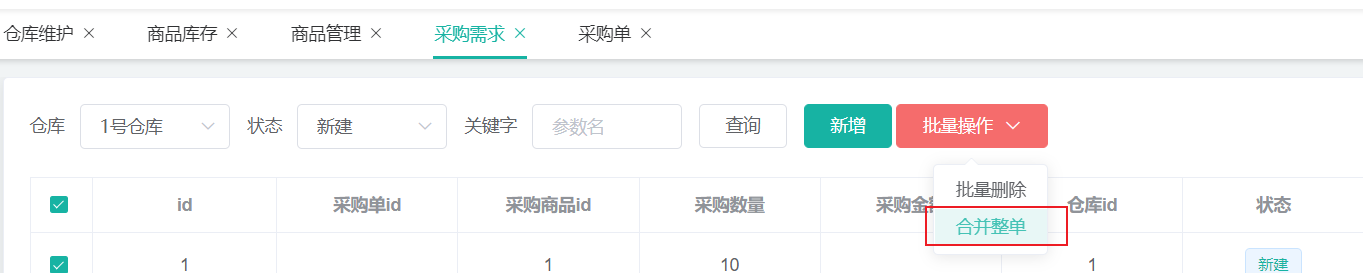 仓库维护 商品库存 商品管理 采购需求 采购单
仓库 1号仓库 状态 新建 关键字 参数名 查询 新增 批量操作
批量删除
合并整单
id 采购单id 采购商品id 采购数量 采购金 仓库id 状态
1 1 10 1 新建